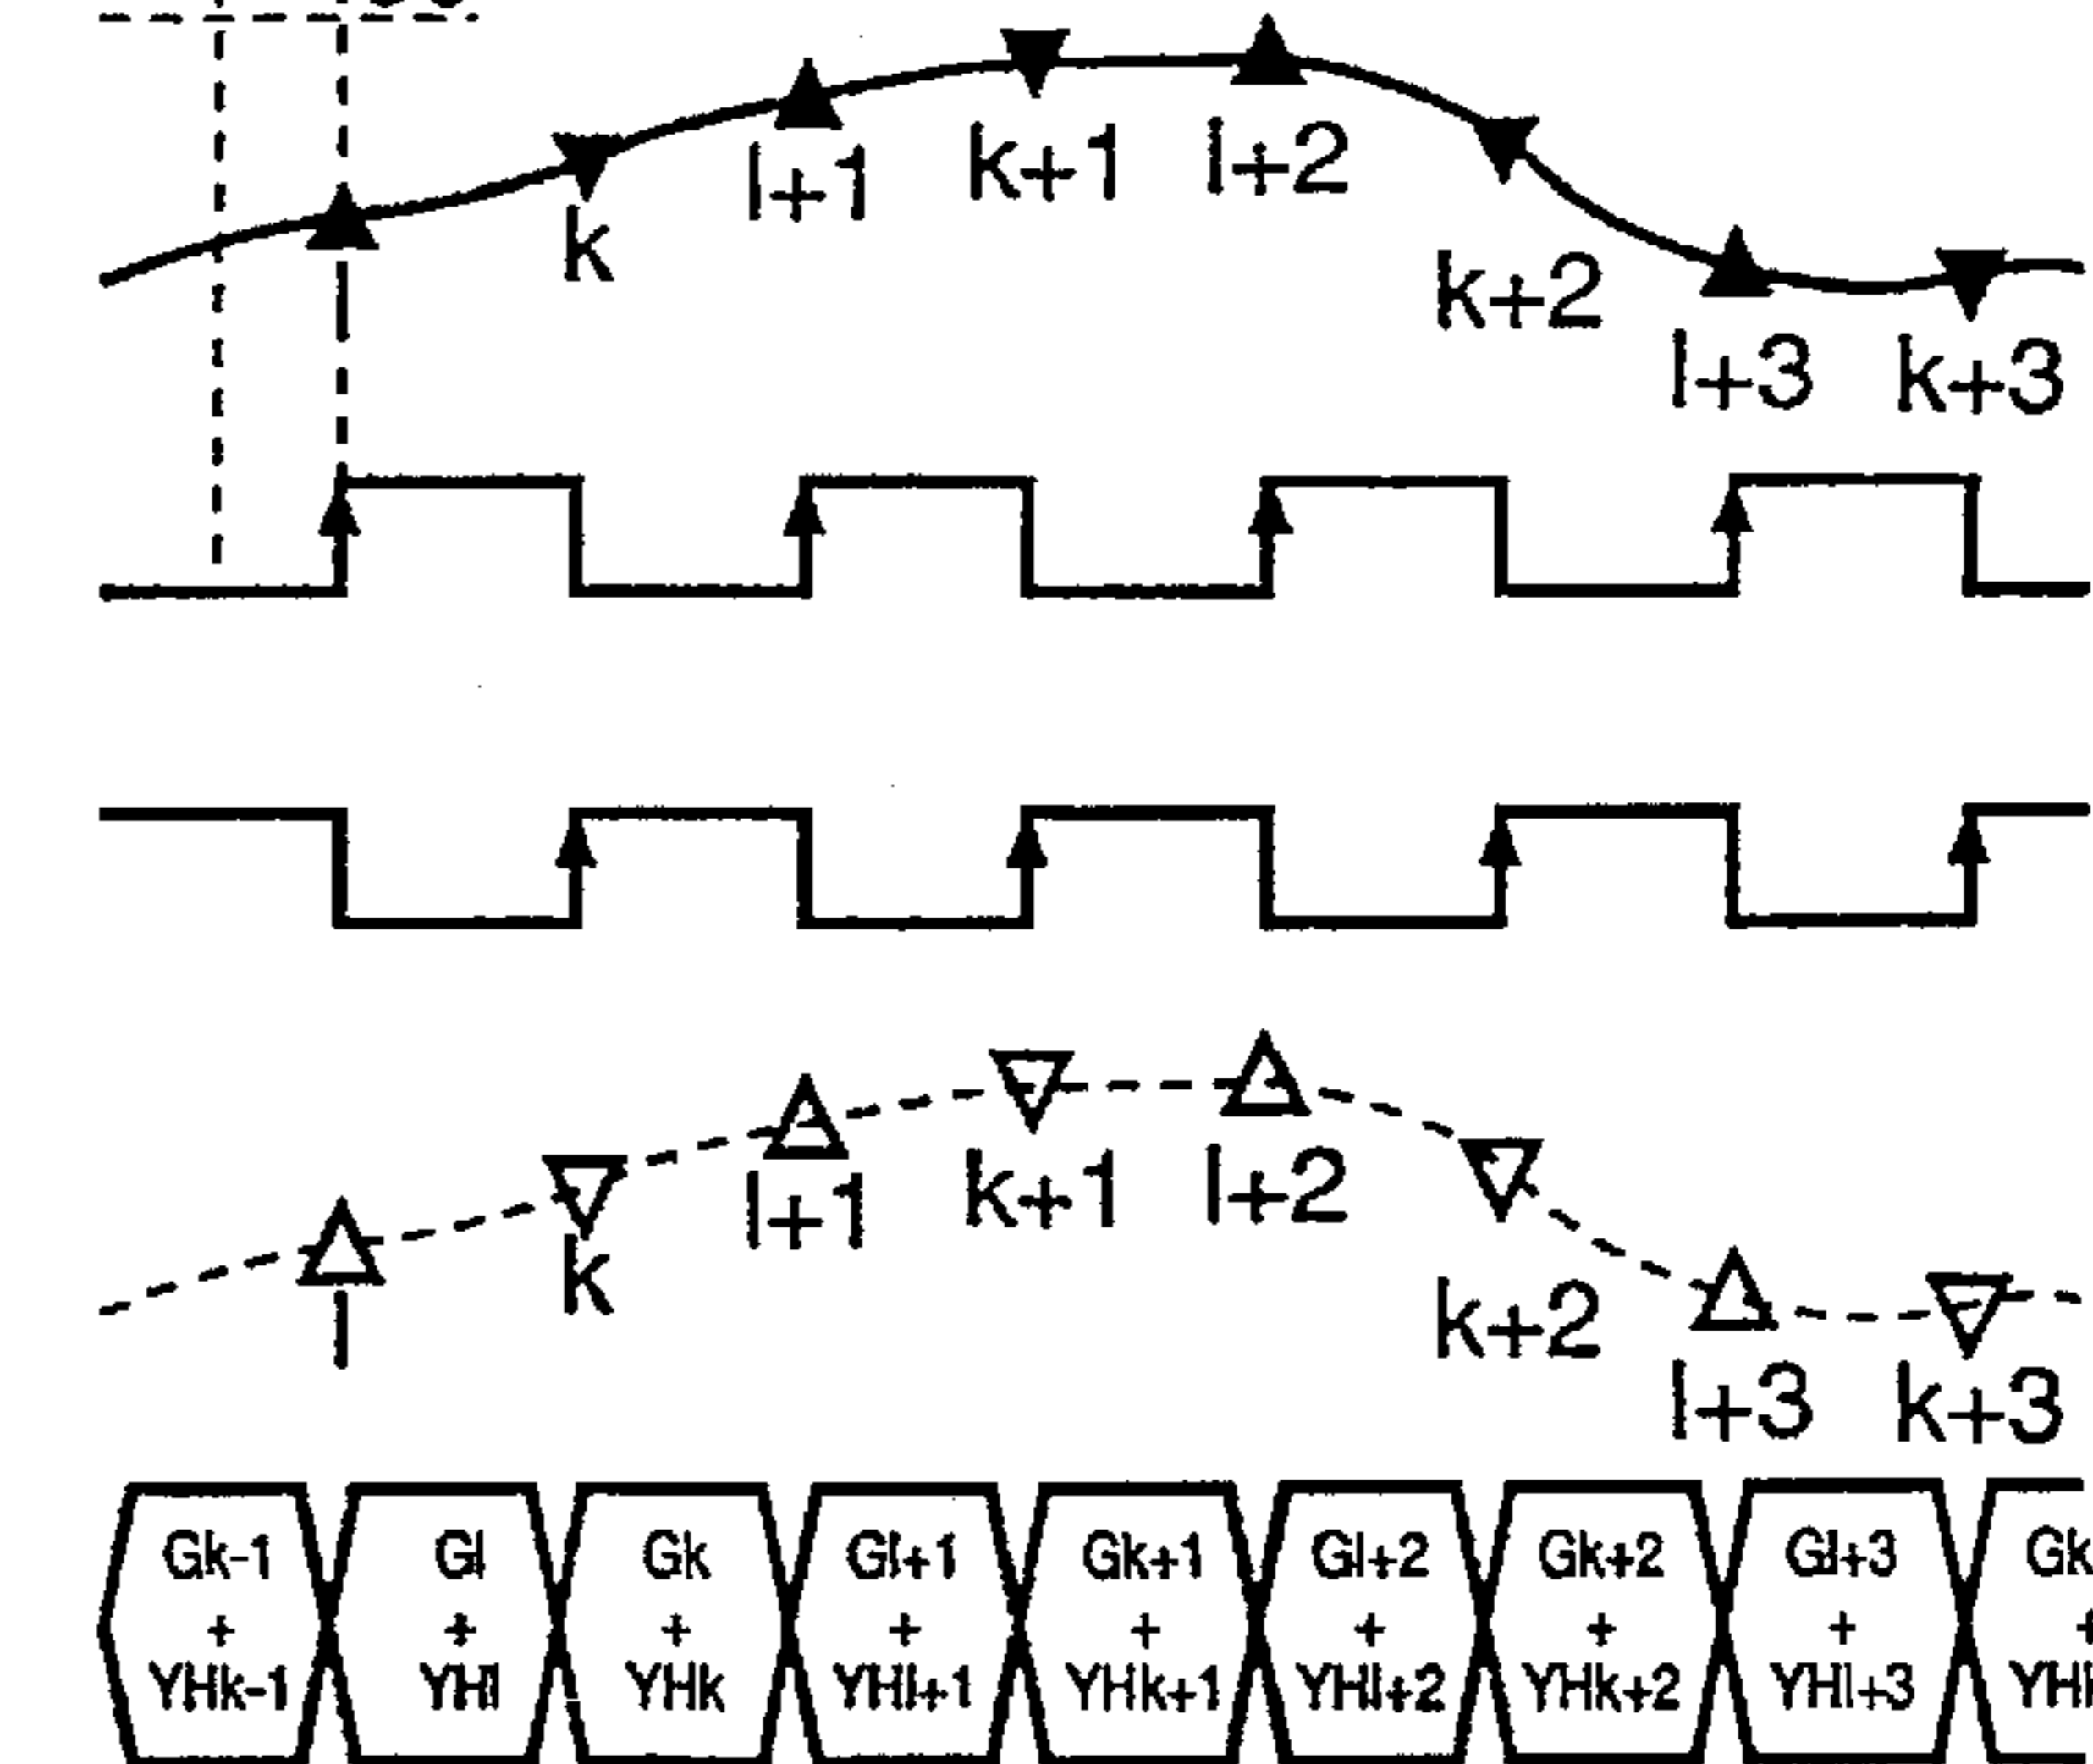 l
k
l+1
k+1
l+2
k+2
l+3
k+3
l
k
l+1
k+1
l+2
k+2
l+3
k+3
Gk-1 Gl Gk Gl+1 Gk+1 Gl+2 Gk+2 Gl+3 Gk
+ + + + + + + + +
YHk-1 YHl YHk YHl+1 YHk+1 YHl+2 YHk+2 YHl+3